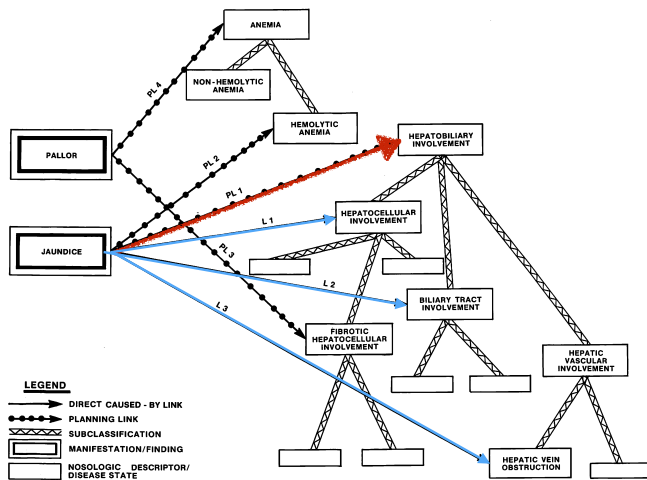 ANEMIA
PL 4
NON-HEMOLYTIC
ANEMIA
HEMOLYTIC
ANEMIA
HEPATOBILIARY
INVOLVEMENT
PALLOR
PL 2
PL 1
HEPATOCELLULAR
INVOLVEMENT
L 1
JAUNDICE
PL 3
L 2
BILIARY TRACT
INVOLVEMENT
L 3
FIBROTIC
HEPATOCELLULAR
INVOLVEMENT
HEPATIC
VASCULAR
INVOLVEMENT
LEGEND
DIRECT CAUSED-BY LINK
PLANNING LINK
SUBCLASSIFICATION
MANIFESTATION/FINDING
NOSOLOGIC DESCRIPTOR/
DISEASE STATE
HEPATIC VEIN
OBSTRUCTION